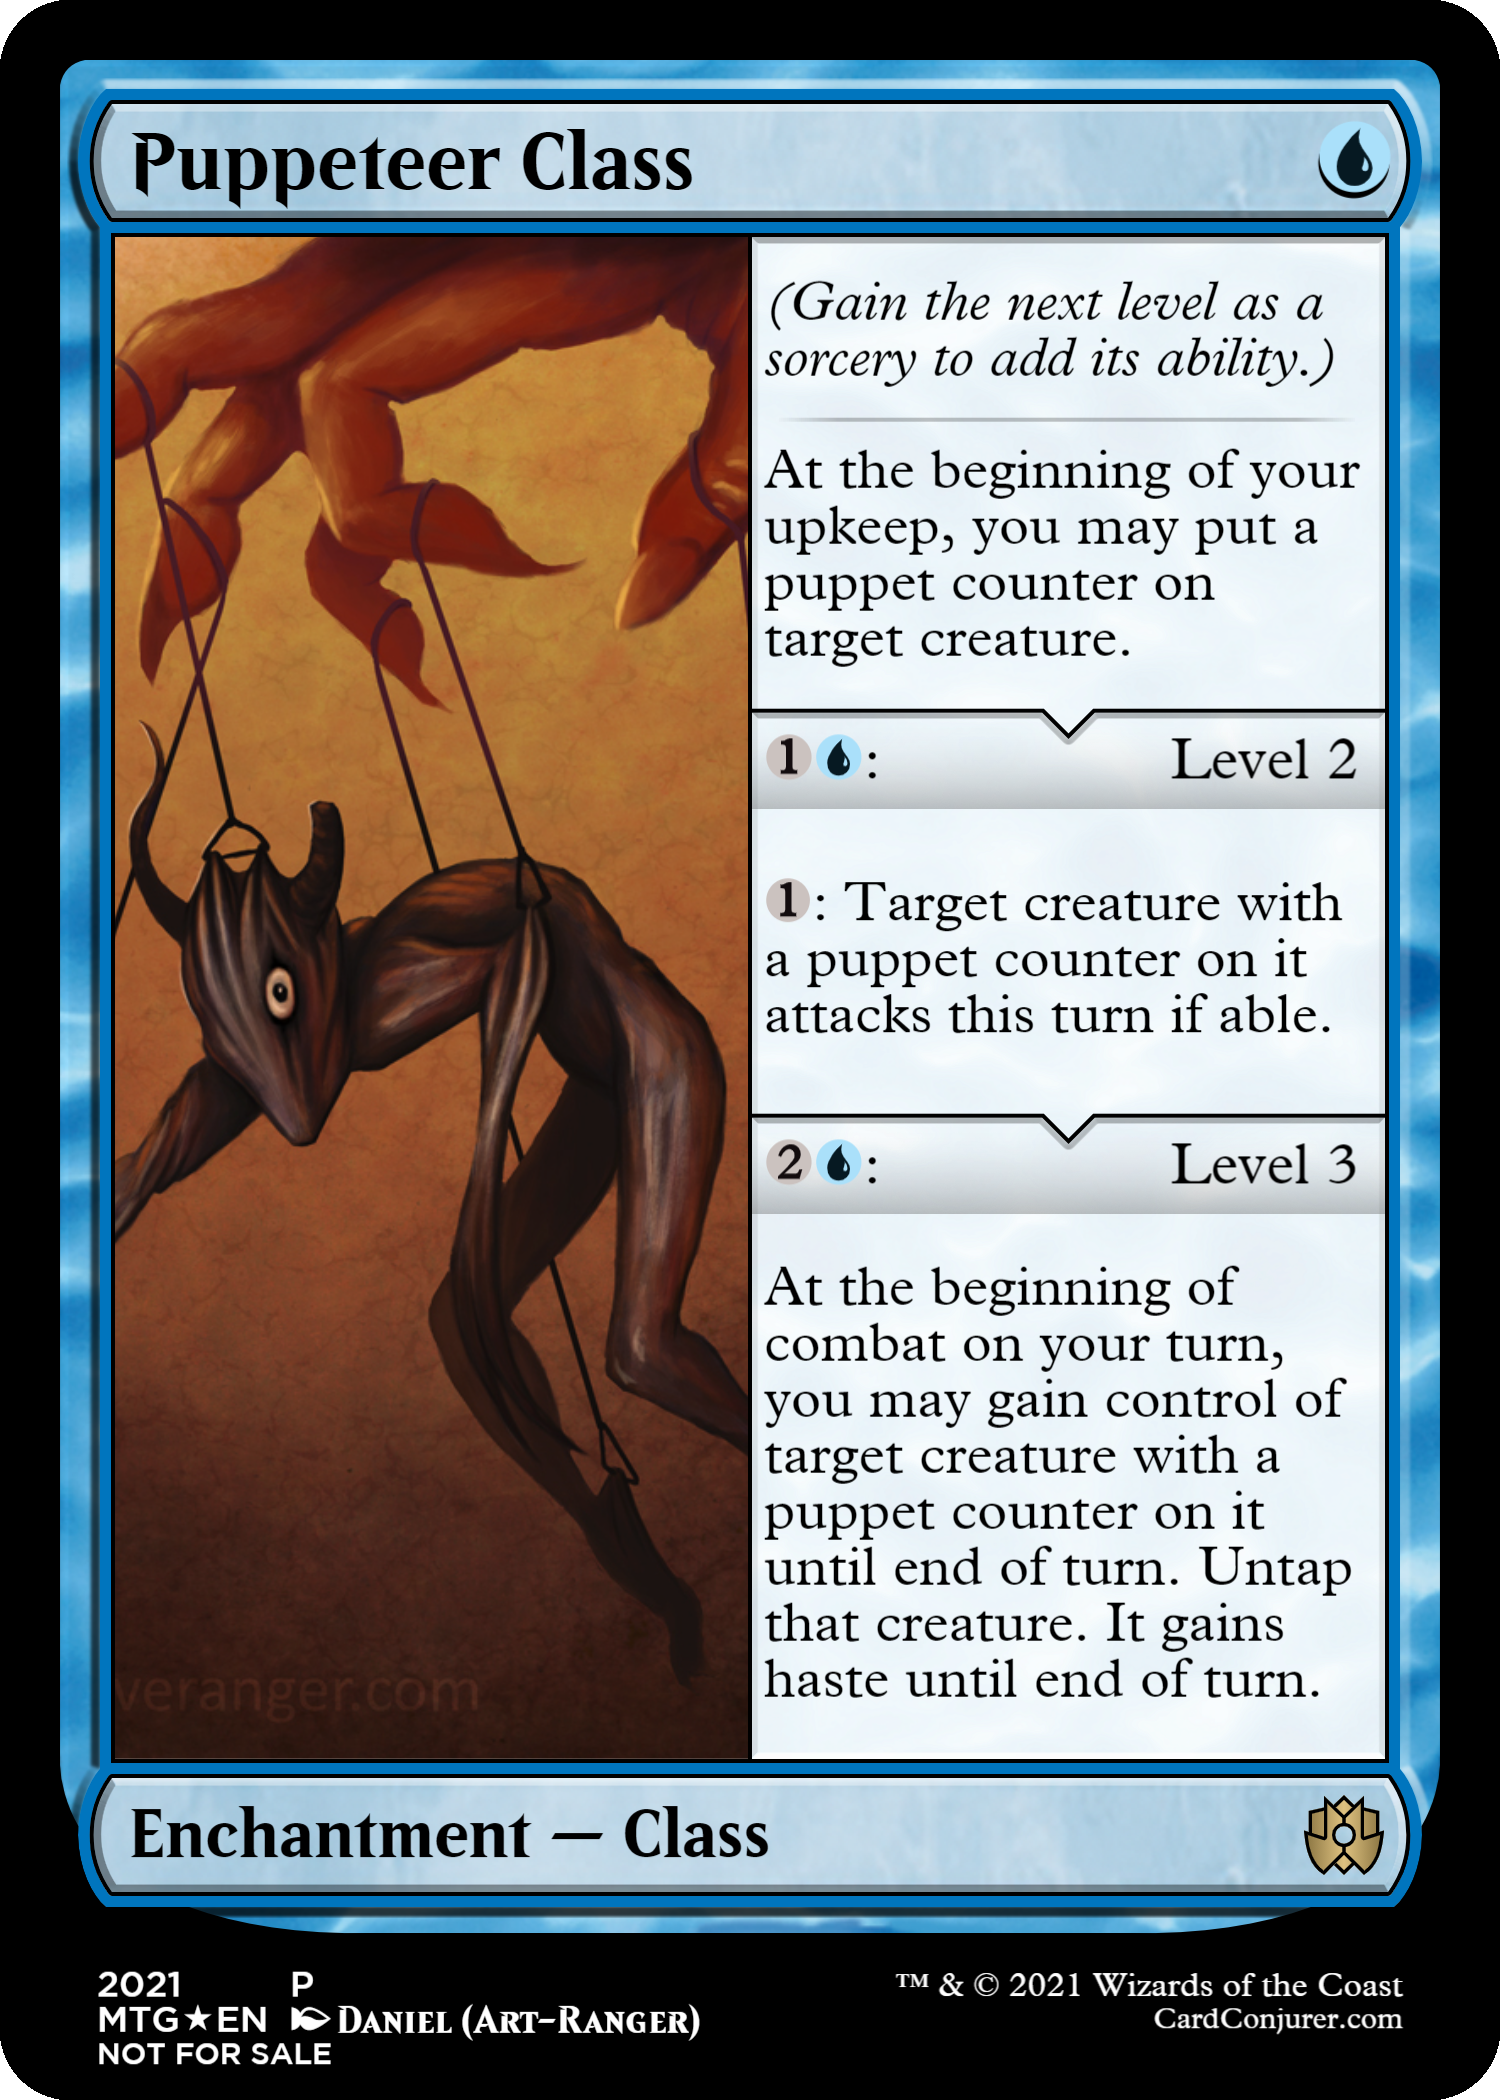 Puppeteer Class
(Gain the next level as a
sorcery to add its ability.)
At the beginning of your
upkeep, you may put a
puppet counter on
target creature.
1 : Level 2
1: Target creature with
a puppet counter on it
attacks this turn if able.
2 : Level 3
At the beginning of
combat on your turn,
you may gain control of
target creature with a
puppet counter on it
until end of turn. Untap
that creature. It gains
haste until end of turn.
veranger.com
Enchantment — Class
2021 P
MTG★EN DANIEL (ART-RANGER)
NOT FOR SALE
™ & © 2021 Wizards of the Coast
CardConjurer.com